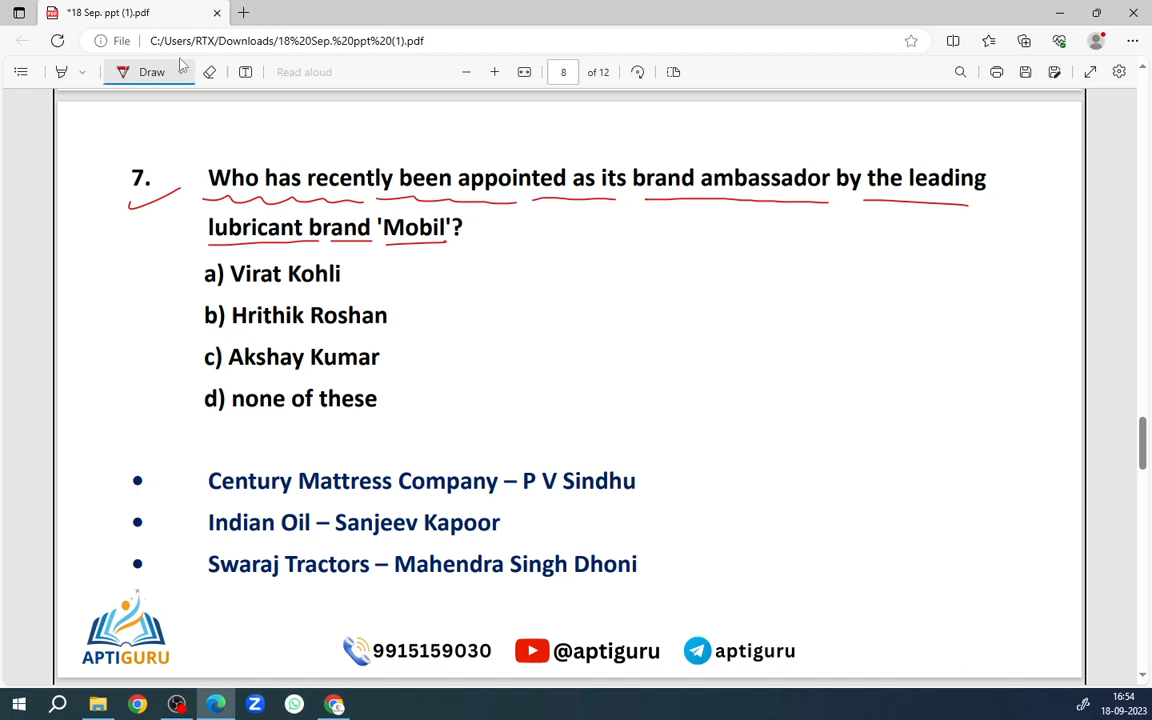 *18 Sep. ppt (1).pdf
File C:/Users/RTX/Downloads/18%20Sep.%20ppt%20(1).pdf
Draw Read aloud 8 of 12
7. Who has recently been appointed as its brand ambassador by the leading
lubricant brand 'Mobil'?
a) Virat Kohli
b) Hrithik Roshan
c) Akshay Kumar
d) none of these
• Century Mattress Company – P V Sindhu
• Indian Oil – Sanjeev Kapoor
• Swaraj Tractors – Mahendra Singh Dhoni
APTIGURU
9915159030 @aptiguru aptiguru
16:54
18-09-2023